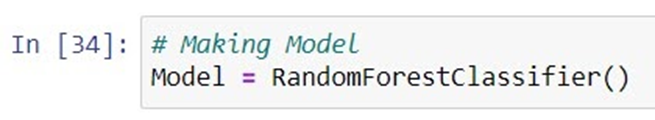 In [34]: # Making Model
Model = RandomForestClassifier()